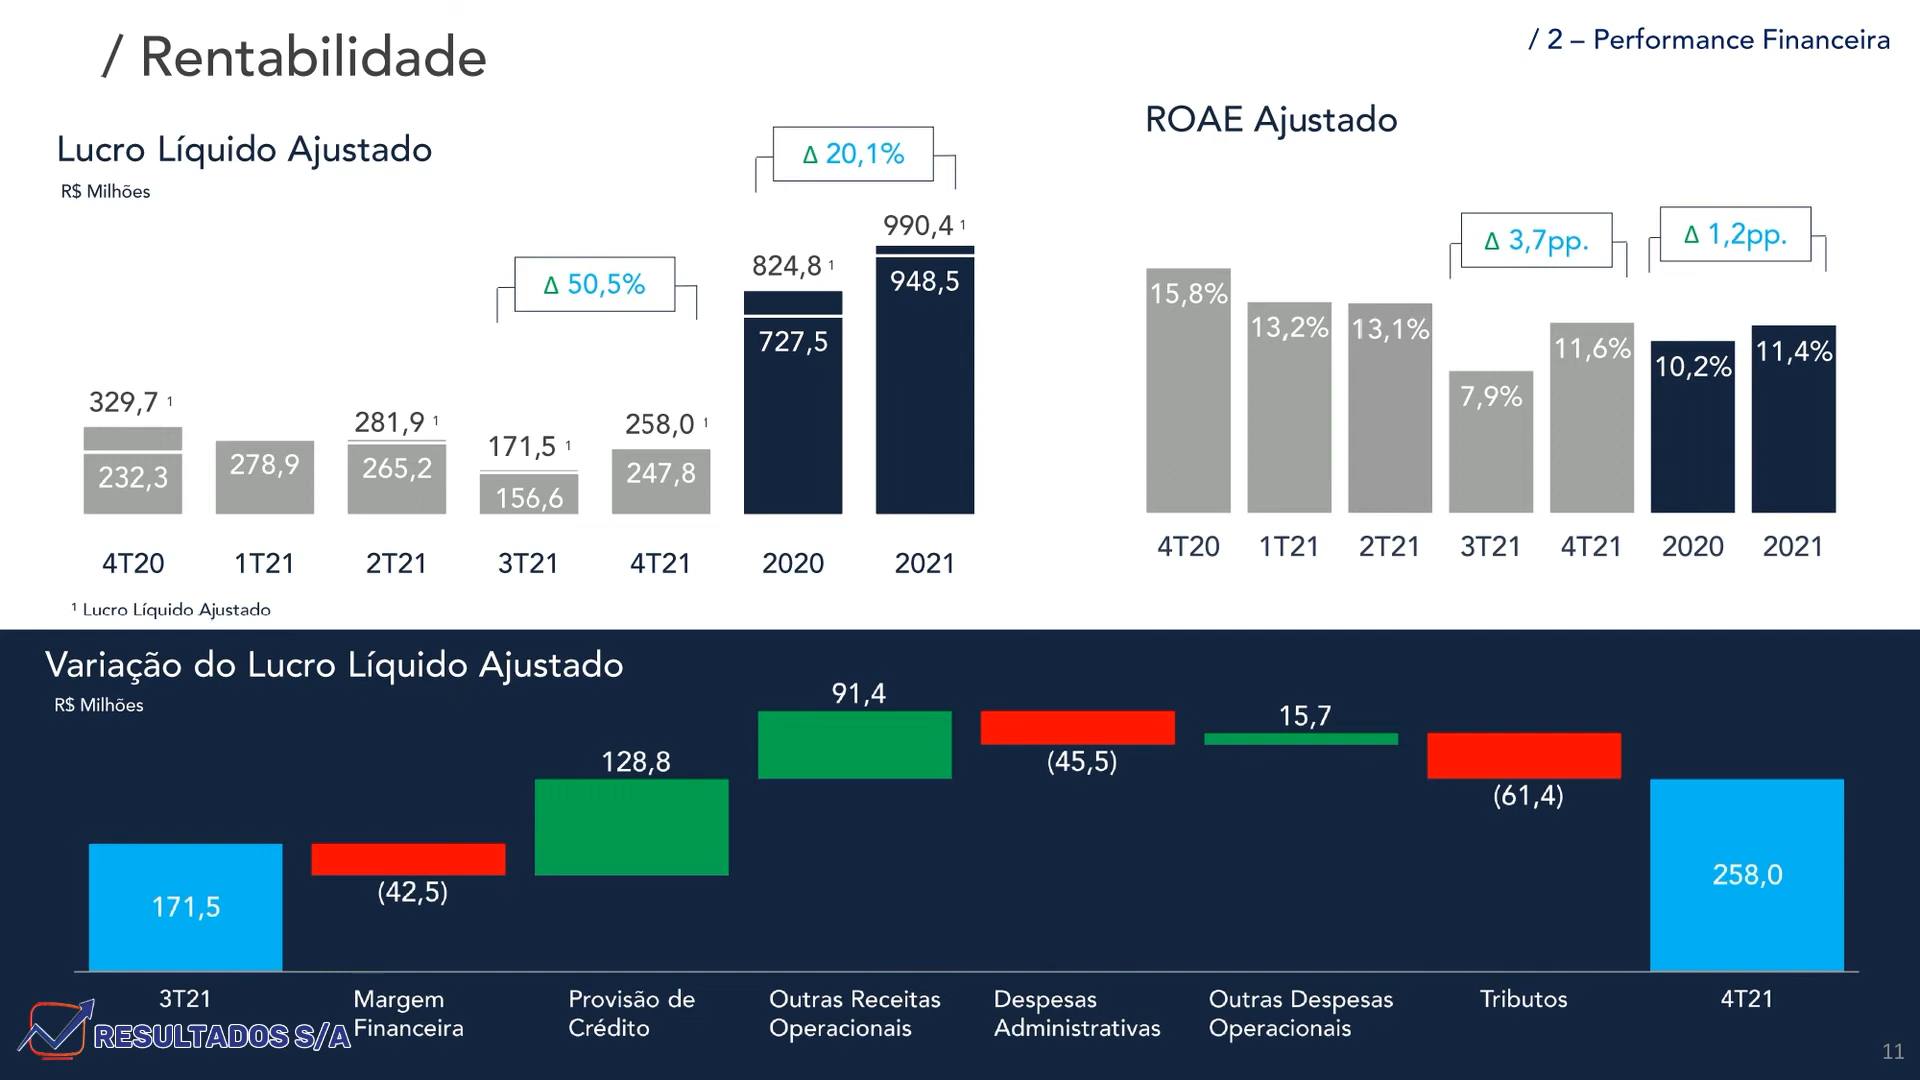 / Rentabilidade
/ 2 – Performance Financeira
Lucro Líquido Ajustado
R$ Milhões
Δ 20,1%
Δ 50,5%
329,7 ¹
232,3
278,9
281,9 ¹
265,2
171,5 ¹
156,6
258,0 ¹
247,8
824,8 ¹
727,5
990,4 ¹
948,5
4T20
1T21
2T21
3T21
4T21
2020
2021
¹ Lucro Líquido Ajustado
ROAE Ajustado
Δ 3,7pp.
Δ 1,2pp.
15,8%
13,2%
13,1%
7,9%
11,6%
10,2%
11,4%
4T20
1T21
2T21
3T21
4T21
2020
2021
Variação do Lucro Líquido Ajustado
R$ Milhões
171,5
(42,5)
128,8
91,4
(45,5)
15,7
(61,4)
258,0
3T21
Margem
Financeira
Provisão de
Crédito
Outras Receitas
Operacionais
Despesas
Administrativas
Outras Despesas
Operacionais
Tributos
4T21
RESULTADOS S/A
11